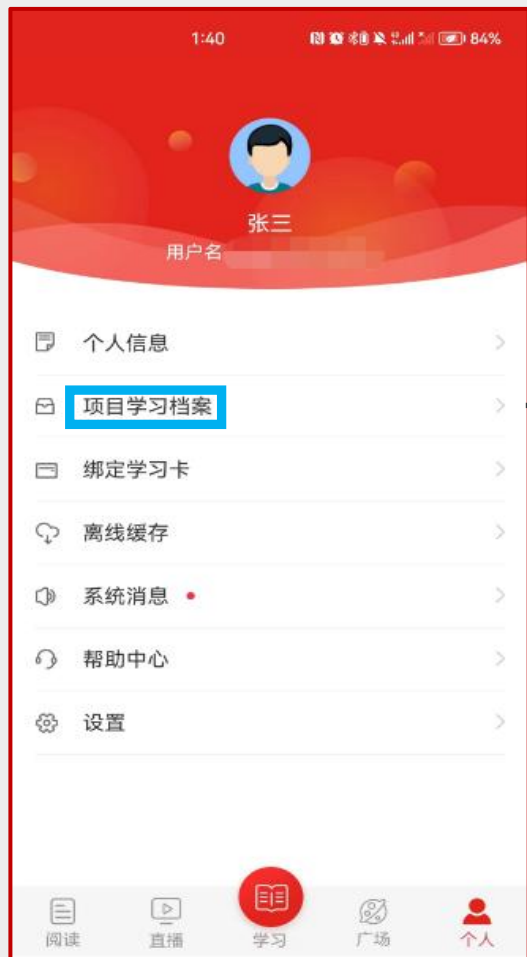 1:40 84%
张三
用户名
个人信息
项目学习档案
绑定学习卡
离线缓存
系统消息
帮助中心
设置
阅读 直播 学习 广场 个人